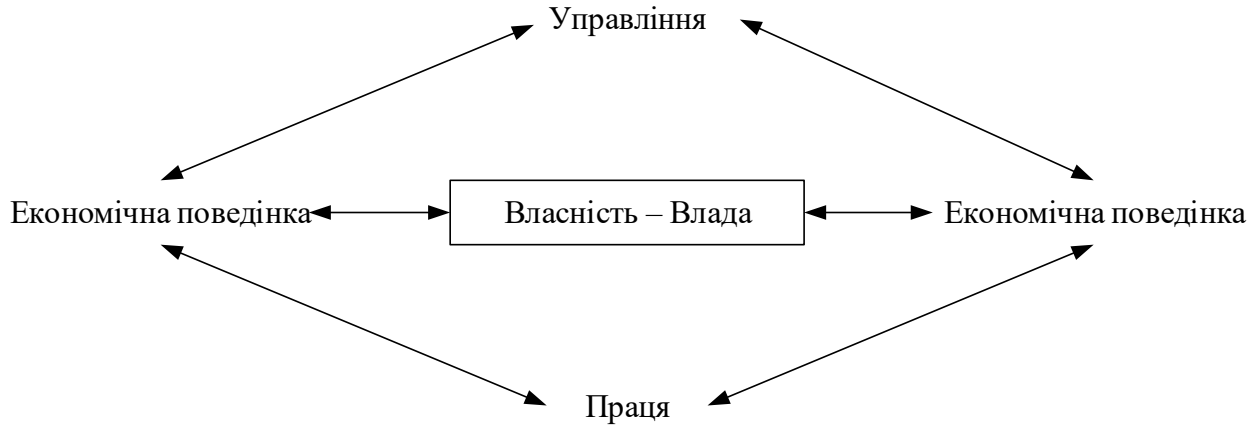 Управління
Економічна поведінка
Власність – Влада
Економічна поведінка
Праця